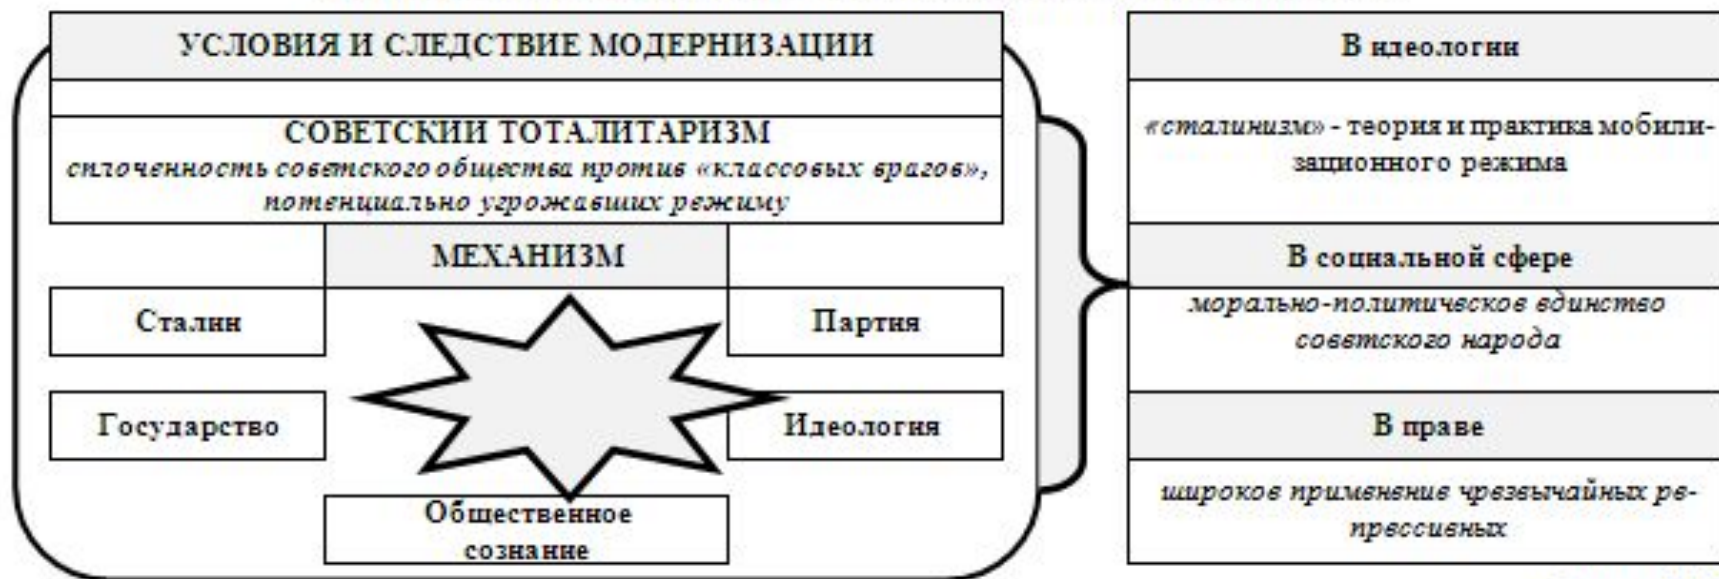 УСЛОВИЯ И СЛЕДСТВИЕ МОДЕРНИЗАЦИИ
СОВЕТСКИЙ ТОТАЛИТАРИЗМ
сплоченность советского общества против «классовых врагов»,
потенциально угрожавших режиму
МЕХАНИЗМ
Сталин
Партия
Государство
Идеология
Общественное
сознание
В идеологии
«сталинизм» - теория и практика мобили-
зационного режима
В социальной сфере
морально-политическое единство
советского народа
В праве
широкое применение чрезвычайных ре-
прессивных